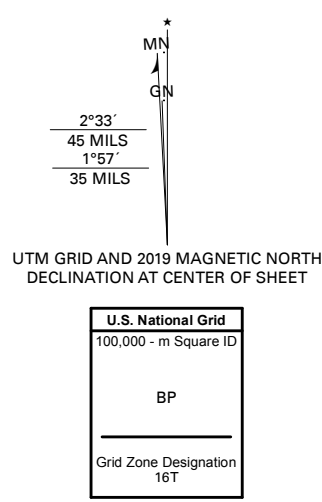 MN
GN
2°33´
45 MILS
1°57´
35 MILS
UTM GRID AND 2019 MAGNETIC NORTH
DECLINATION AT CENTER OF SHEET
U.S. National Grid
100,000 - m Square ID
BP
Grid Zone Designation
16T